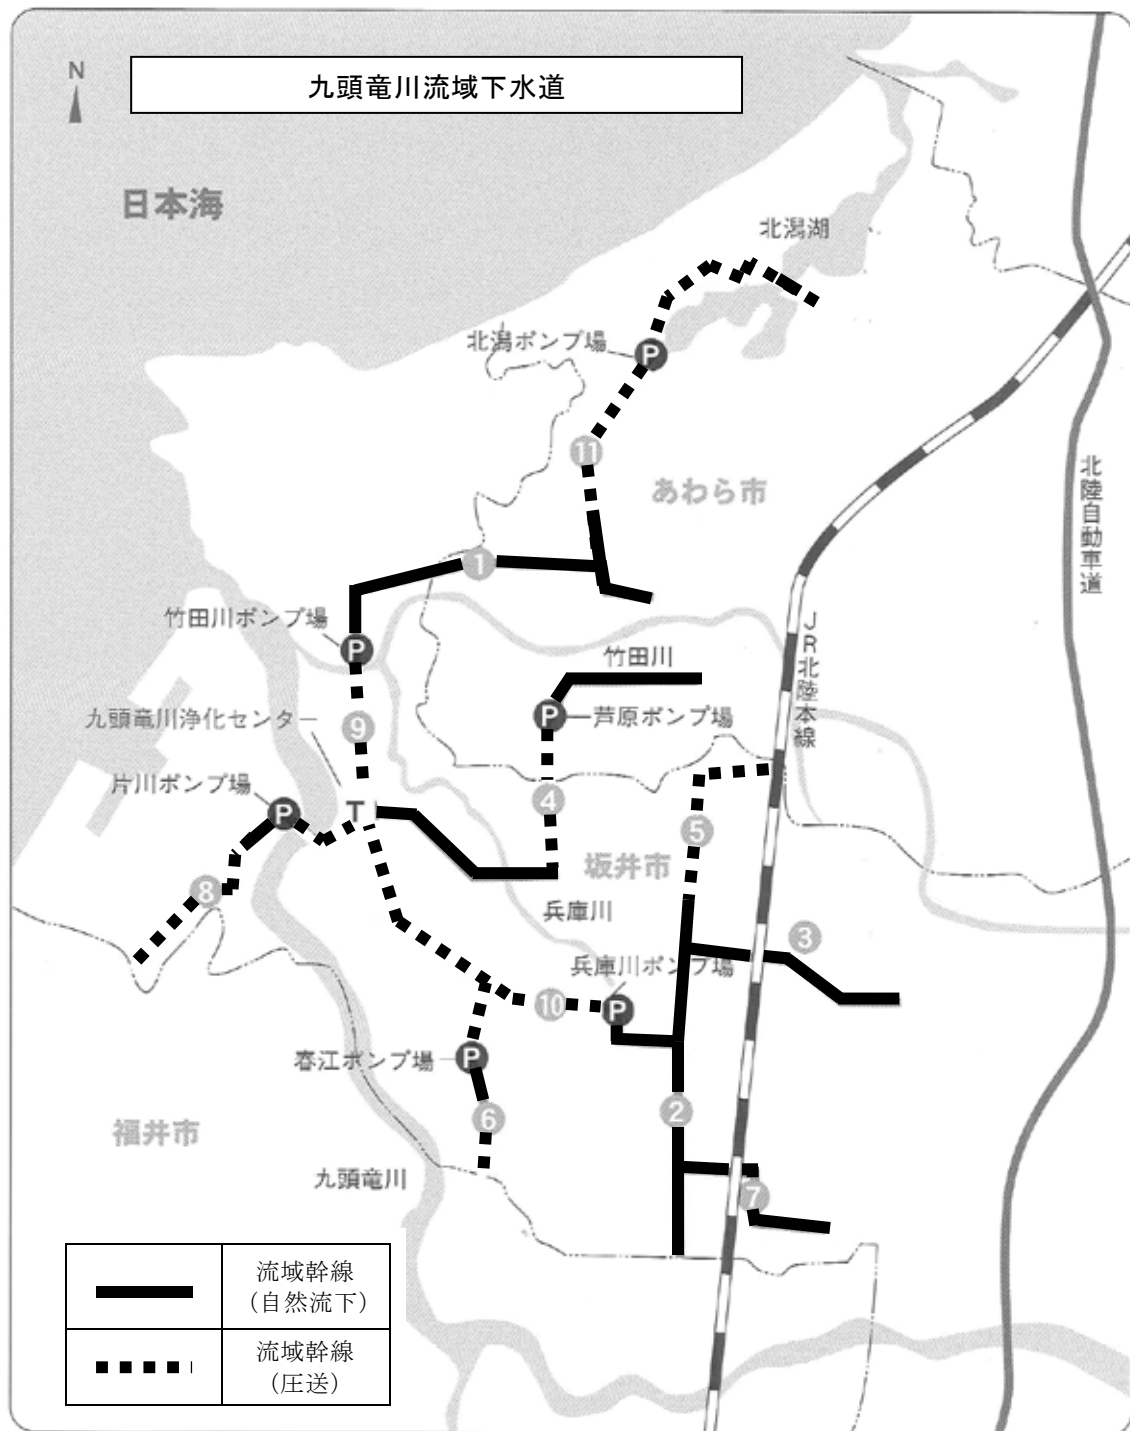 九頭竜川流域下水道
N
日本海
北潟湖
北潟ポンプ場
P
⑪
あわら市
北陸自動車道
①
竹田川ポンプ場
P
JR北陸本線
竹田川
P
芦原ポンプ場
九頭竜川浄化センター
⑨
片川ポンプ場
P
T
④
⑤
坂井市
⑧
兵庫川
③
兵庫川ポンプ場
⑩
P
春江ポンプ場
P
⑥
②
福井市
九頭竜川
⑦
流域幹線
(自然流下)
流域幹線
(圧送)